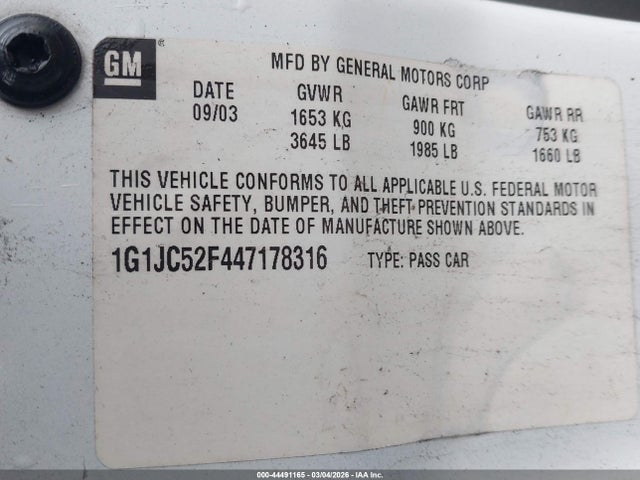 GM ®
MFD BY GENERAL MOTORS CORP
DATE GVWR GAWR FRT GAWR RR
09/03 1653 KG 900 KG 753 KG
3645 LB 1985 LB 1660 LB
THIS VEHICLE CONFORMS TO ALL APPLICABLE U.S. FEDERAL MOTOR
VEHICLE SAFETY, BUMPER, AND THEFT PREVENTION STANDARDS IN
EFFECT ON THE DATE OF MANUFACTURE SHOWN ABOVE.
1G1JC52F447178316 TYPE: PASS CAR
000-44491165 - 03/04/2026 - IAA Inc.